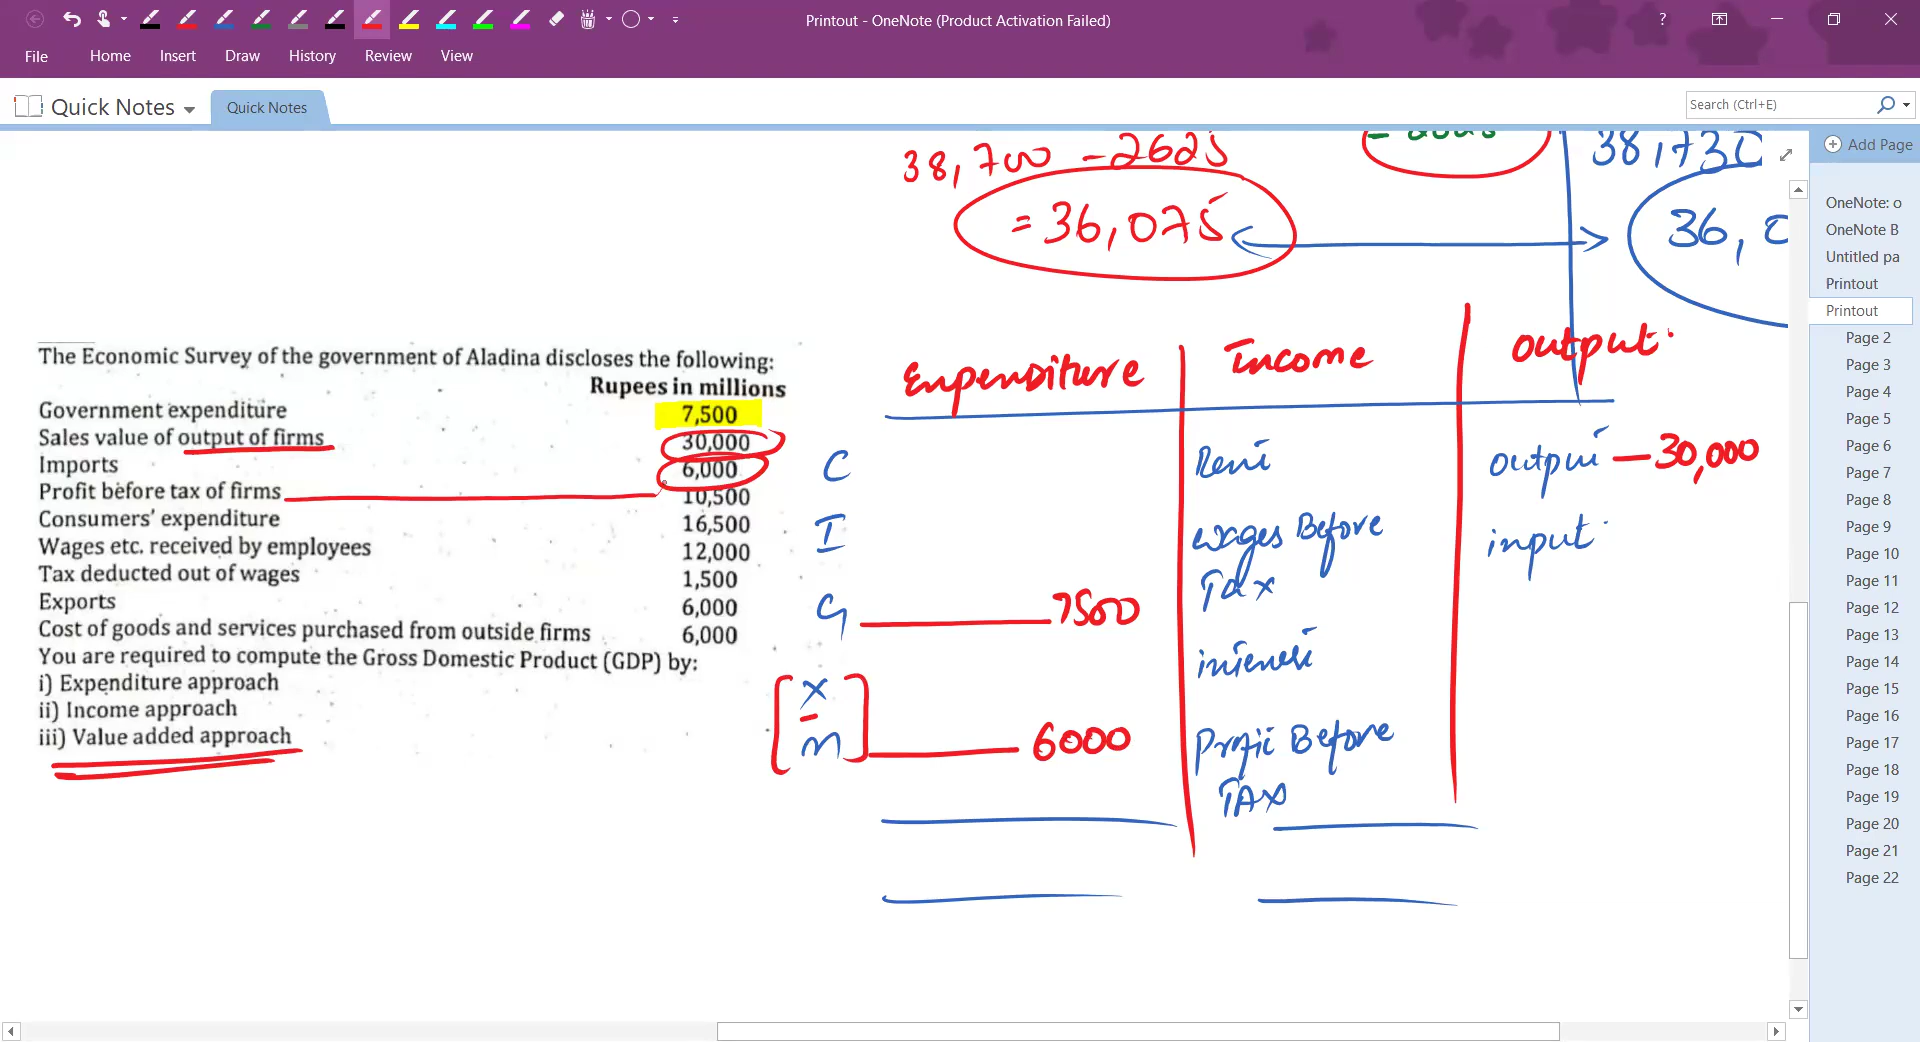 Printout - OneNote (Product Activation Failed)
?
File
Home
Insert
Draw
History
Review
View
Quick Notes
Quick Notes
Search (Ctrl+E)
Add Page
OneNote: o
OneNote B
Untitled pa
Printout
Printout
Page 2
Page 3
Page 4
Page 5
Page 6
Page 7
Page 8
Page 9
Page 10
Page 11
Page 12
Page 13
Page 14
Page 15
Page 16
Page 17
Page 18
Page 19
Page 20
Page 21
Page 22
38,700 - 2625
= 36,075
38,730
36, 0
The Economic Survey of the government of Aladina discloses the following:
Rupees in millions
Government expenditure 7,500
Sales value of output of firms 30,000
Imports 6,000
Profit before tax of firms 10,500
Consumers' expenditure 16,500
Wages etc. received by employees 12,000
Tax deducted out of wages 1,500
Exports 6,000
Cost of goods and services purchased from outside firms 6,000
You are required to compute the Gross Domestic Product (GDP) by:
i) Expenditure approach
ii) Income approach
iii) Value added approach
Expenditure
C
I
G 7500
[X
-
M] 6000
Income
Rent
Wages Before
Tax
interest
Profit Before
TAX
Output
output - 30,000
input